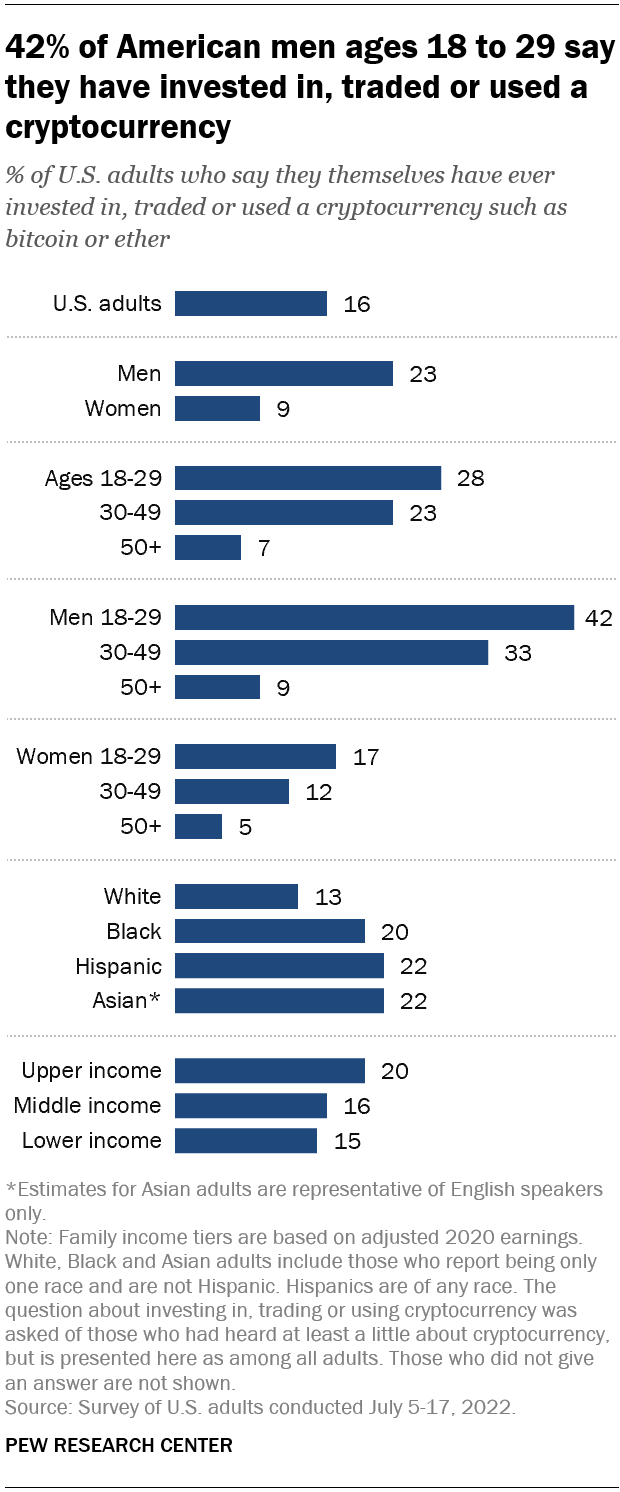 42% of American men ages 18 to 29 say
they have invested in, traded or used a
cryptocurrency
% of U.S. adults who say they themselves have ever
invested in, traded or used a cryptocurrency such as
bitcoin or ether
U.S. adults 16
Men 23
Women 9
Ages 18-29 28
30-49 23
50+ 7
Men 18-29 42
30-49 33
50+ 9
Women 18-29 17
30-49 12
50+ 5
White 13
Black 20
Hispanic 22
Asian* 22
Upper income 20
Middle income 16
Lower income 15
*Estimates for Asian adults are representative of English speakers
only.
Note: Family income tiers are based on adjusted 2020 earnings.
White, Black and Asian adults include those who report being only
one race and are not Hispanic. Hispanics are of any race. The
question about investing in, trading or using cryptocurrency was
asked of those who had heard at least a little about cryptocurrency,
but is presented here as among all adults. Those who did not give
an answer are not shown.
Source: Survey of U.S. adults conducted July 5-17, 2022.
PEW RESEARCH CENTER